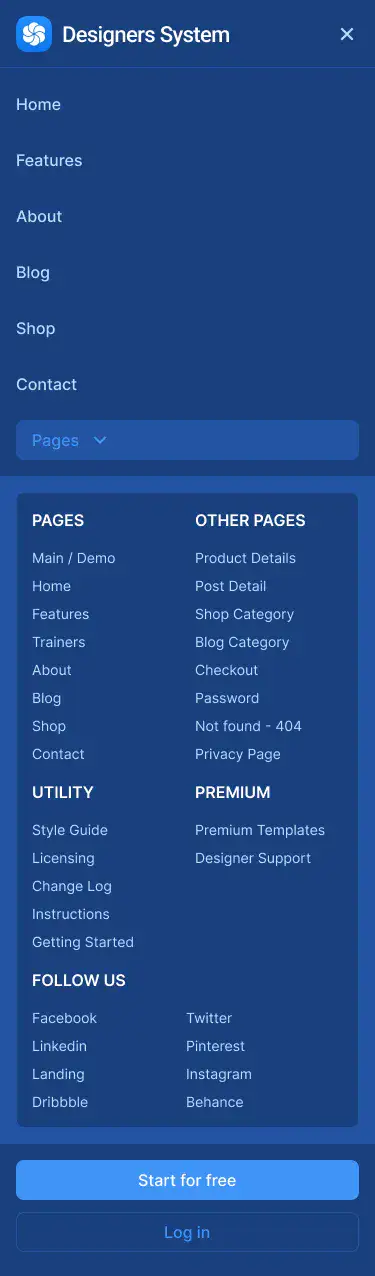 Designers System
Home
Features
About
Blog
Shop
Contact
Pages
PAGES
Main / Demo
Home
Features
Trainers
About
Blog
Shop
Contact
OTHER PAGES
Product Details
Post Detail
Shop Category
Blog Category
Checkout
Password
Not found - 404
Privacy Page
UTILITY
Style Guide
Licensing
Change Log
Instructions
Getting Started
PREMIUM
Premium Templates
Designer Support
FOLLOW US
Facebook
Linkedin
Landing
Dribbble
Twitter
Pinterest
Instagram
Behance
Start for free
Log in